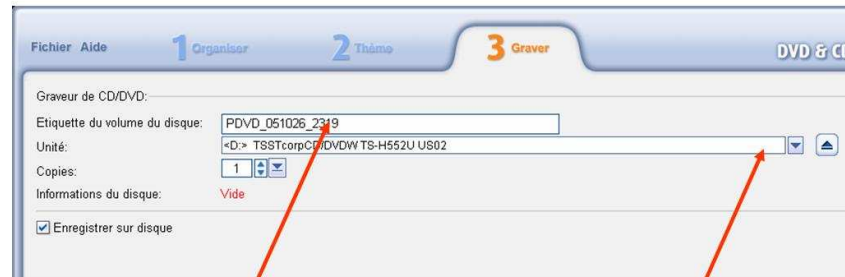 Fichier Aide
1 Organiser
2 Thème
3 Graver
DVD & C
Graveur de CD/DVD:
Etiquette du volume du disque: PDVD_051026_2319
Unité: <D:> TSSTcorpCD/DVDW TS-H552U US02
Copies: 1
Informations du disque: Vide
Enregistrer sur disque